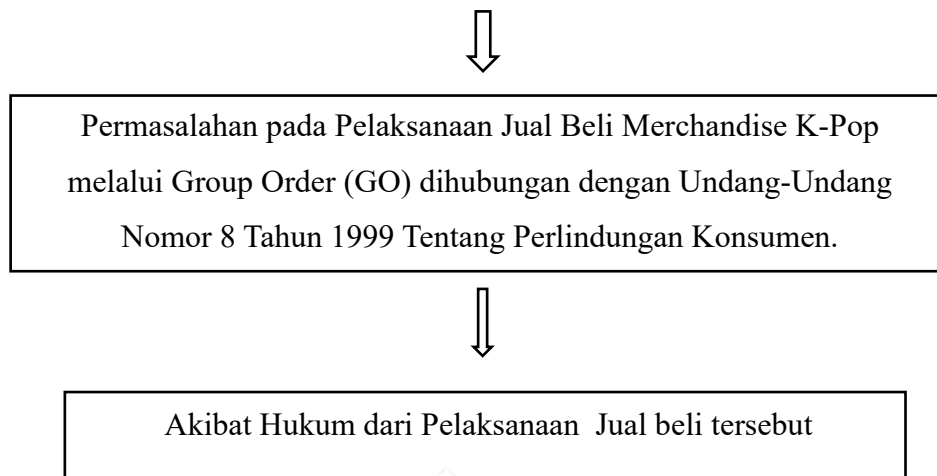 Permasalahan pada Pelaksanaan Jual Beli Merchandise K-Pop
melalui Group Order (GO) dihubungan dengan Undang-Undang
Nomor 8 Tahun 1999 Tentang Perlindungan Konsumen.
Akibat Hukum dari Pelaksanaan Jual beli tersebut